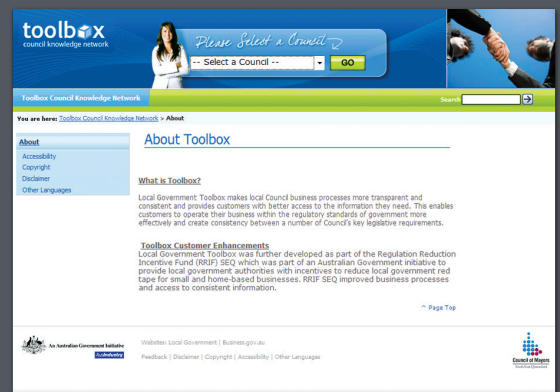 toolbox
council knowledge network
Please Select a Council
-- Select a Council --
GO
Toolbox Council Knowledge Network
Search
You are here: Toolbox Council Knowledge Network > About
About
Accessibility
Copyright
Disclaimer
Other Languages
About Toolbox
What is Toolbox?
Local Government Toolbox makes local Council business processes more transparent and
consistent and provides customers with better access to the information they need. This enables
customers to operate their business within the regulatory standards of government more
effectively and create consistency between a number of Council's key legislative requirements.
Toolbox Customer Enhancements
Local Government Toolbox was further developed as part of the Regulation Reduction
Incentive Fund (RRIF) SEQ which was part of an Australian Government initiative to
provide local government authorities with incentives to reduce local government red
tape for small and home-based businesses. RRIF SEQ improved business processes
and access to consistent information.
^ Page Top
An Australian Government Initiative
AusIndustry
Websites: Local Government | Business.gov.au
Feedback | Disclaimer | Copyright | Accessibility | Other Languages
Council of Mayors
South East Queensland